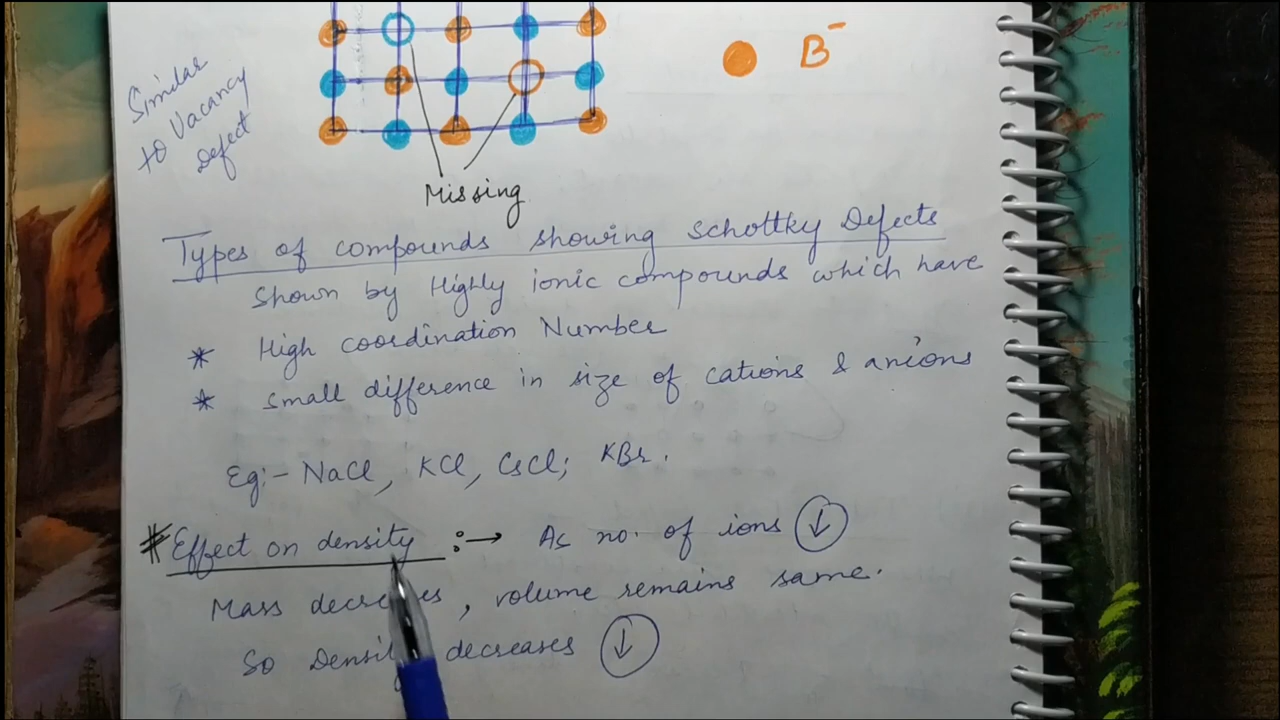 B⁻
Similar
to Vacancy
Defect
Missing
Types of compounds showing Schottky Defects
Shown by Highly ionic compounds which have
* High coordination Number
* Small difference in size of cations & anions
Eg:- NaCl, KCl, CsCl; KBr.
# Effect on density :→ As no. of ions ↓
Mass decreases, volume remains same.
So Density decreases ↓